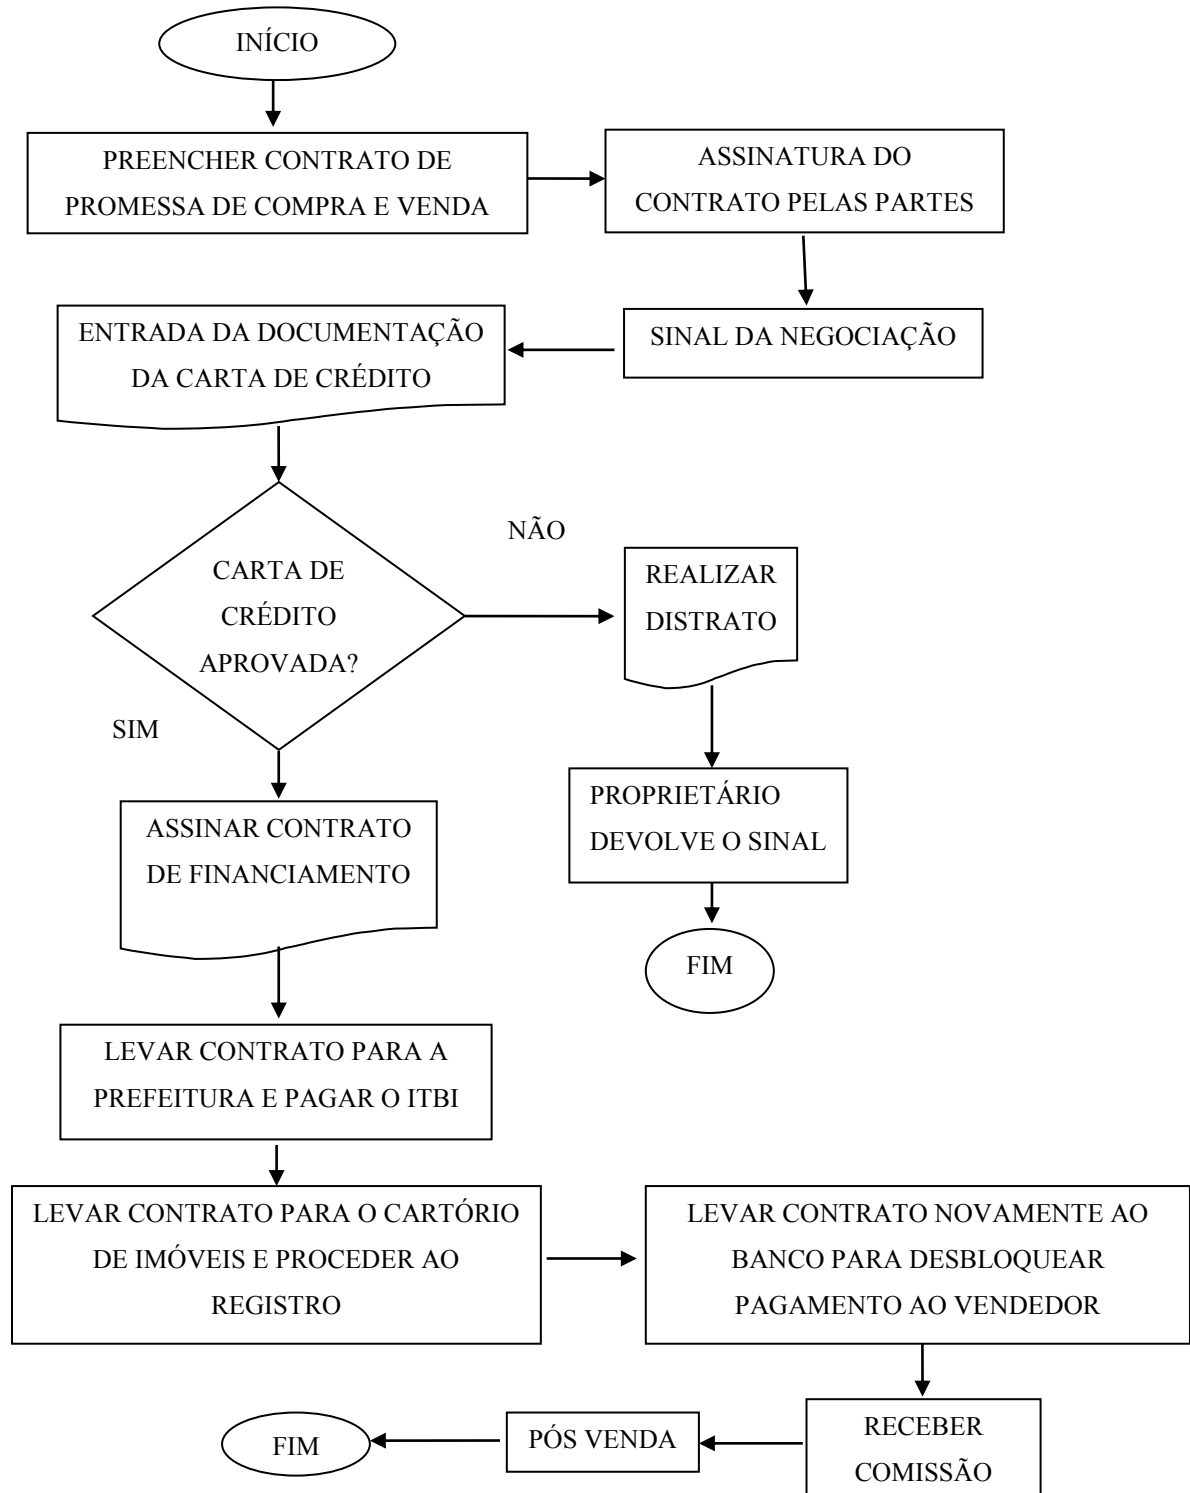 INÍCIO
PREENCHER CONTRATO DE
PROMESSA DE COMPRA E VENDA
ASSINATURA DO
CONTRATO PELAS PARTES
SINAL DA NEGOCIAÇÃO
ENTRADA DA DOCUMENTAÇÃO
DA CARTA DE CRÉDITO
CARTA DE
CRÉDITO
APROVADA?
NÃO
REALIZAR
DISTRATO
PROPRIETÁRIO
DEVOLVE O SINAL
FIM
SIM
ASSINAR CONTRATO
DE FINANCIAMENTO
LEVAR CONTRATO PARA A
PREFEITURA E PAGAR O ITBI
LEVAR CONTRATO PARA O CARTÓRIO
DE IMÓVEIS E PROCEDER AO
REGISTRO
LEVAR CONTRATO NOVAMENTE AO
BANCO PARA DESBLOQUEAR
PAGAMENTO AO VENDEDOR
RECEBER
COMISSÃO
PÓS VENDA
FIM